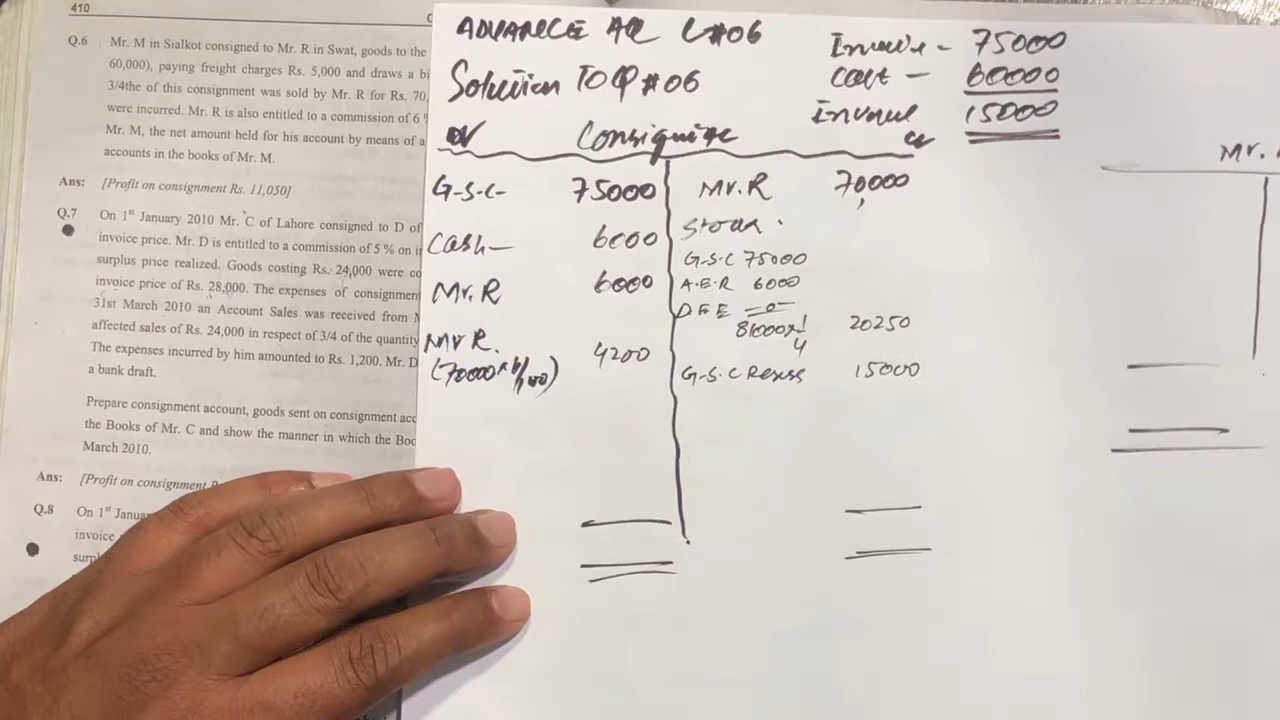 410
Q.6 Mr. M in Sialkot consigned to Mr. R in Swat, goods to the
60,000), paying freight charges Rs. 5,000 and draws a bi
3/4the of this consignment was sold by Mr. R for Rs. 70,
were incurred. Mr. R is also entitled to a commission of 6
Mr. M, the net amount held for his account by means of a
accounts in the books of Mr. M.
Ans: [Profit on consignment Rs. 11,050]
Q.7 On 1st January 2010 Mr. C of Lahore consigned to D of
invoice price. Mr. D is entitled to a commission of 5 % on i
surplus price realized. Goods costing Rs. 24,000 were co
invoice price of Rs. 28,000. The expenses of consignment
31st March 2010 an Account Sales was received from M
affected sales of Rs. 24,000 in respect of 3/4 of the quantity
The expenses incurred by him amounted to Rs. 1,200. Mr. D
a bank draft.
Prepare consignment account, goods sent on consignment acc
the Books of Mr. C and show the manner in which the Boo
March 2010.
Ans: [Profit on consignment
Q.8 On 1st Janua
invoice
surpl
ADVANCE AC L#06
Solution TO Q#06
Invoice - 75000
Cost - 60000
15000
Dr Cr
G-S-C- 75000
Cash- 6000
Mr. R 6000
Mr R. 4200
(70000×6/100)
Mr. R 70,000
Stock
G.S.C 75000
A.E.R 6000
81000×1/4 20250
G.S.C 15000
Mr.